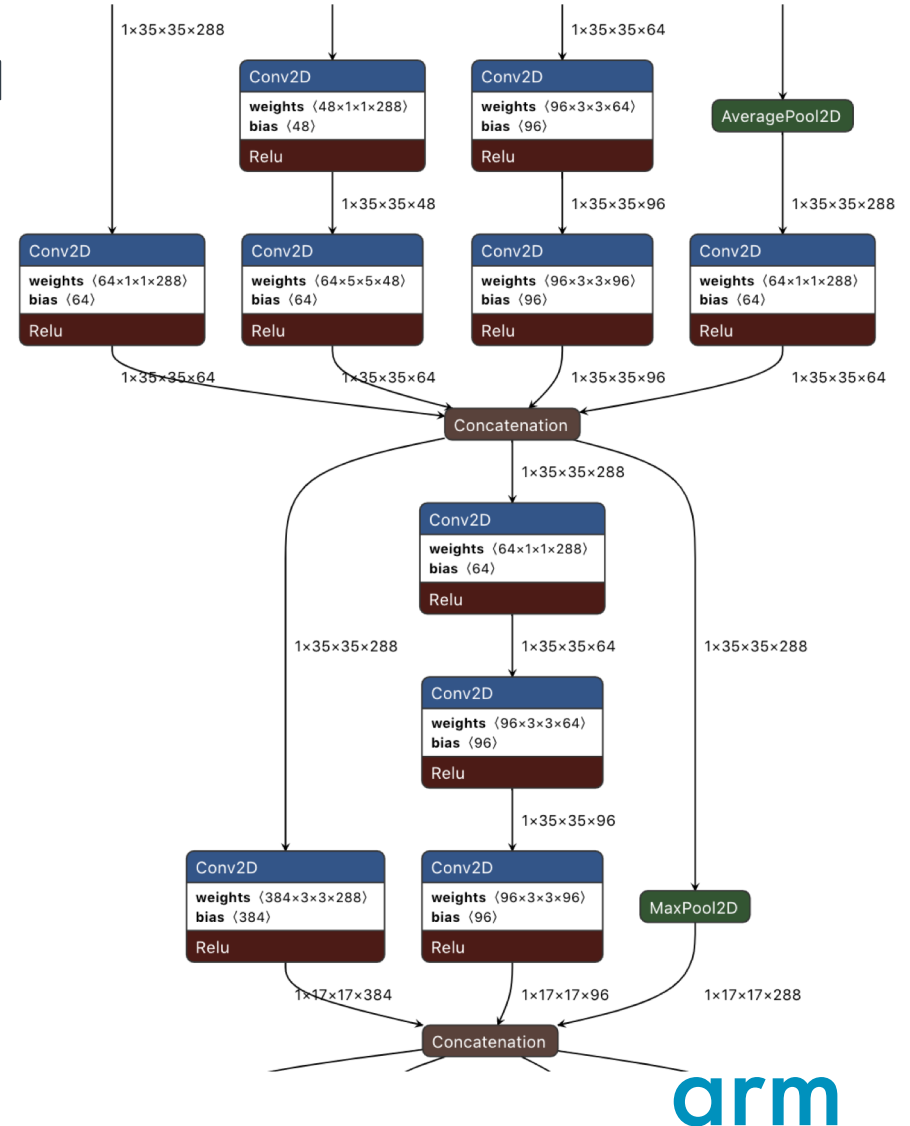 1×35×35×288
1×35×35×64
Conv2D
weights ⟨48×1×1×288⟩
bias ⟨48⟩
Relu
Conv2D
weights ⟨96×3×3×64⟩
bias ⟨96⟩
Relu
AveragePool2D
1×35×35×48
1×35×35×96
1×35×35×288
Conv2D
weights ⟨64×1×1×288⟩
bias ⟨64⟩
Relu
Conv2D
weights ⟨64×5×5×48⟩
bias ⟨64⟩
Relu
Conv2D
weights ⟨96×3×3×96⟩
bias ⟨96⟩
Relu
Conv2D
weights ⟨64×1×1×288⟩
bias ⟨64⟩
Relu
1×35×35×64
1×35×35×64
1×35×35×96
1×35×35×64
Concatenation
1×35×35×288
Conv2D
weights ⟨64×1×1×288⟩
bias ⟨64⟩
Relu
1×35×35×288
1×35×35×64
1×35×35×288
Conv2D
weights ⟨96×3×3×64⟩
bias ⟨96⟩
Relu
1×35×35×96
Conv2D
weights ⟨384×3×3×288⟩
bias ⟨384⟩
Relu
Conv2D
weights ⟨96×3×3×96⟩
bias ⟨96⟩
Relu
MaxPool2D
1×17×17×384
1×17×17×96
1×17×17×288
Concatenation
arm